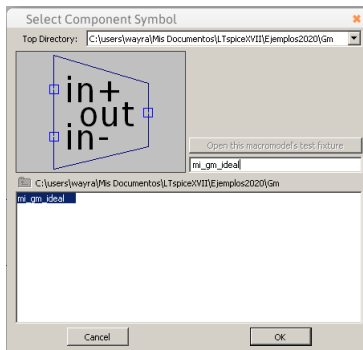 Select Component Symbol
Top Directory: C:\users\wayra\Mis Documentos\LTspiceXVII\Ejemplos2020\Gm
in+
out
in-
Open this macromodel's test fixture
mi_gm_ideal
C:\users\wayra\Mis Documentos\LTspiceXVII\Ejemplos2020\Gm
mi_gm_ideal
Cancel OK